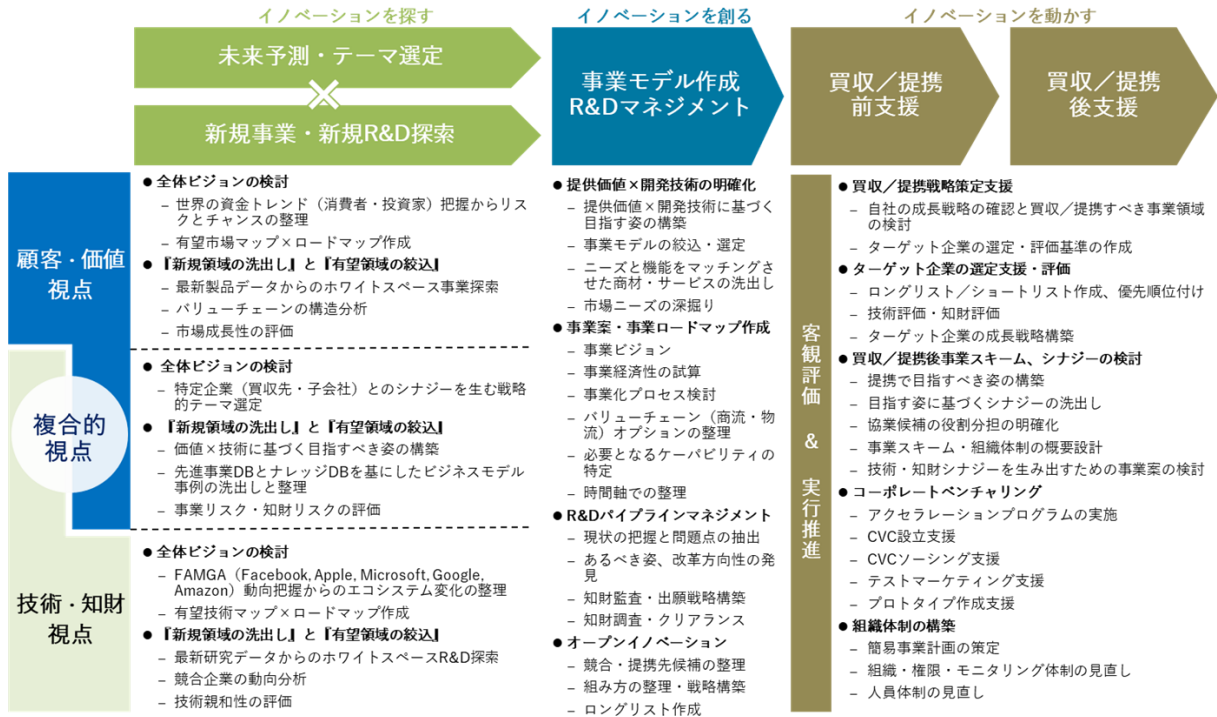 イノベーションを探す
イノベーションを創る
イノベーションを動かす
未来予測・テーマ選定
×
新規事業・新規R&D探索
事業モデル作成
R&Dマネジメント
買収／提携
前支援
買収／提携
後支援
顧客・価値
視点
複合的
視点
技術・知財
視点
● 全体ビジョンの検討
– 世界の資金トレンド（消費者・投資家）把握からリス
クとチャンスの整理
– 有望市場マップ×ロードマップ作成
● 『新規領域の洗出し』と『有望領域の絞込』
– 最新製品データからのホワイトスペース事業探索
– バリューチェーンの構造分析
– 市場成長性の評価
● 全体ビジョンの検討
– 特定企業（買収先・子会社）とのシナジーを生む戦略
的テーマ選定
● 『新規領域の洗出し』と『有望領域の絞込』
– 価値×技術に基づく目指すべき姿の構築
– 先進事業DBとナレッジDBを基にしたビジネスモデル
事例の洗出しと整理
– 事業リスク・知財リスクの評価
● 全体ビジョンの検討
– FAMGA（Facebook, Apple, Microsoft, Google,
Amazon）動向把握からのエコシステム変化の整理
– 有望技術マップ×ロードマップ作成
● 『新規領域の洗出し』と『有望領域の絞込』
– 最新研究データからのホワイトスペースR&D探索
– 競合企業の動向分析
– 技術親和性の評価
● 提供価値×開発技術の明確化
– 提供価値×開発技術に基づく
目指す姿の構築
– 事業モデルの絞込・選定
– ニーズと機能をマッチングさ
せた商材・サービスの洗出し
– 市場ニーズの深掘り
● 事業案・事業ロードマップ作成
– 事業ビジョン
– 事業経済性の試算
– 事業化プロセス検討
– バリューチェーン（商流・物
流）オプションの整理
– 必要となるケーパビリティの
特定
– 時間軸での整理
● R&Dパイプラインマネジメント
– 現状の把握と問題点の抽出
– あるべき姿、改革方向性の発
見
– 知財監査・出願戦略構築
– 知財調査・クリアランス
● オープンイノベーション
– 競合・提携先候補の整理
– 組み方の整理・戦略構築
– ロングリスト作成
客観評価 & 実行推進
● 買収／提携戦略策定支援
– 自社の成長戦略の確認と買収／提携すべき事業領域
の検討
– ターゲット企業の選定・評価基準の作成
● ターゲット企業の選定支援・評価
– ロングリスト／ショートリスト作成、優先順位付け
– 技術評価・知財評価
– ターゲット企業の成長戦略構築
● 買収／提携後事業スキーム、シナジーの検討
– 提携で目指すべき姿の構築
– 目指す姿に基づくシナジーの洗出し
– 協業候補の役割分担の明確化
– 事業スキーム・組織体制の概要設計
– 技術・知財シナジーを生み出すための事業案の検討
● コーポレートベンチャリング
– アクセラレーションプログラムの実施
– CVC設立支援
– CVCソーシング支援
– テストマーケティング支援
– プロトタイプ作成支援
● 組織体制の構築
– 簡易事業計画の策定
– 組織・権限・モニタリング体制の見直し
– 人員体制の見直し